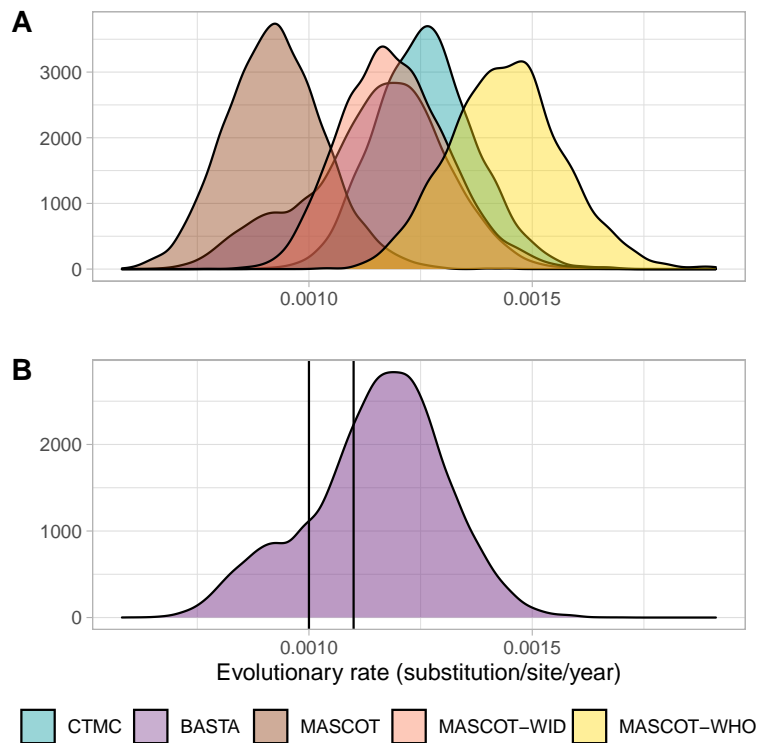 A
3000
2000
1000
0
0.0010 0.0015
B
2000
1000
0
0.0010 0.0015
Evolutionary rate (substitution/site/year)
CTMC BASTA MASCOT MASCOT−WID MASCOT−WHO